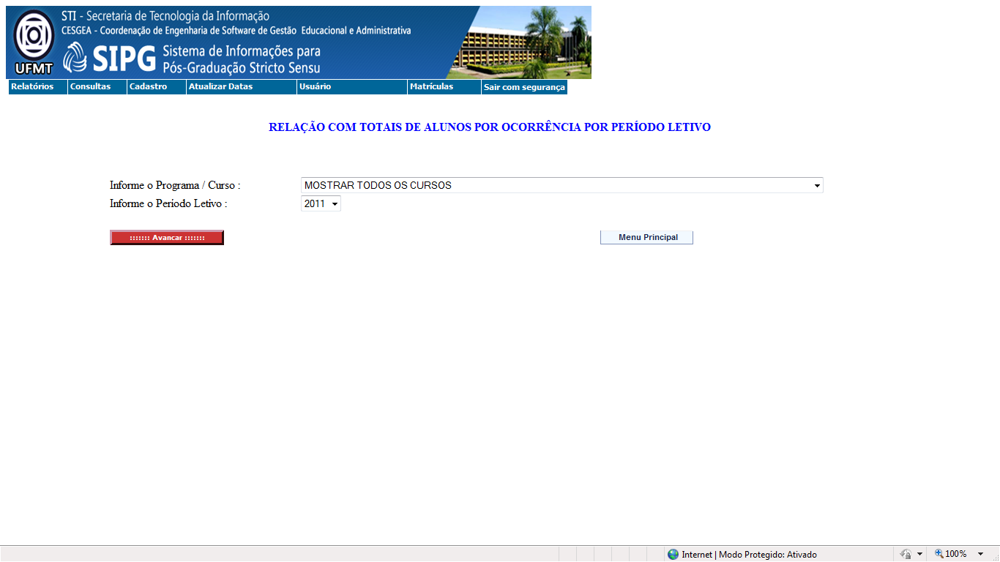 STI - Secretaria de Tecnologia da Informação
CESGEA - Coordenação de Engenharia de Software de Gestão Educacional e Administrativa
UFMT
SIPG Sistema de Informações para
Pós-Graduação Stricto Sensu
Relatórios Consultas Cadastro Atualizar Datas Usuário Matrículas Sair com segurança
RELAÇÃO COM TOTAIS DE ALUNOS POR OCORRÊNCIA POR PERÍODO LETIVO
Informe o Programa / Curso : MOSTRAR TODOS OS CURSOS
Informe o Periodo Letivo : 2011
::::::: Avancar ::::::: Menu Principal
Internet | Modo Protegido: Ativado 100%